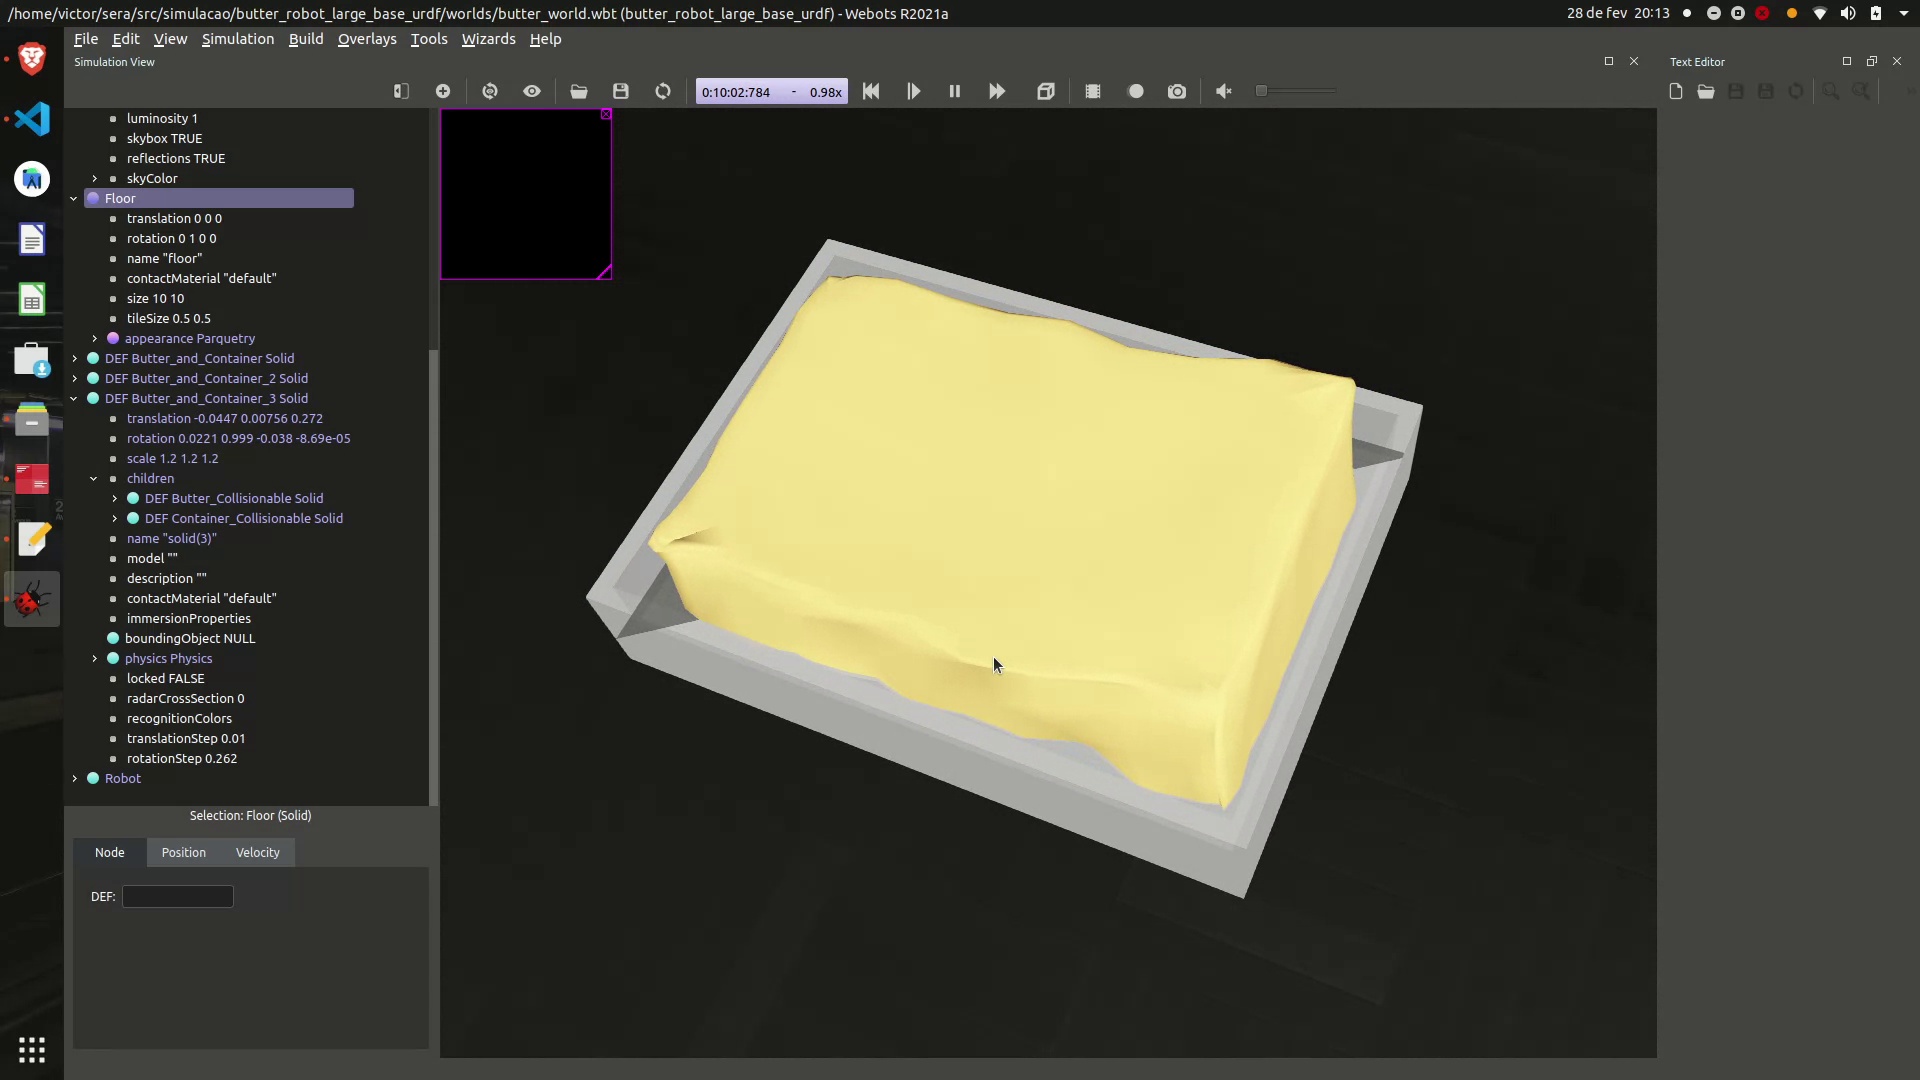 /home/victor/sera/src/simulacao/butter_robot_large_base_urdf/worlds/butter_world.wbt (butter_robot_large_base_urdf) - Webots R2021a
28 de fev 20:13
File Edit View Simulation Build Overlays Tools Wizards Help
Simulation View
Text Editor
0:10:02:784 - 0.98x
luminosity 1
skybox TRUE
reflections TRUE
skyColor
Floor
translation 0 0 0
rotation 0 1 0 0
name "floor"
contactMaterial "default"
size 10 10
tileSize 0.5 0.5
appearance Parquetry
DEF Butter_and_Container Solid
DEF Butter_and_Container_2 Solid
DEF Butter_and_Container_3 Solid
translation -0.0447 0.00756 0.272
rotation 0.0221 0.999 -0.038 -8.69e-05
scale 1.2 1.2 1.2
children
DEF Butter_Collisionable Solid
DEF Container_Collisionable Solid
name "solid(3)"
model ""
description ""
contactMaterial "default"
immersionProperties
boundingObject NULL
physics Physics
locked FALSE
radarCrossSection 0
recognitionColors
translationStep 0.01
rotationStep 0.262
Robot
Selection: Floor (Solid)
Node Position Velocity
DEF: